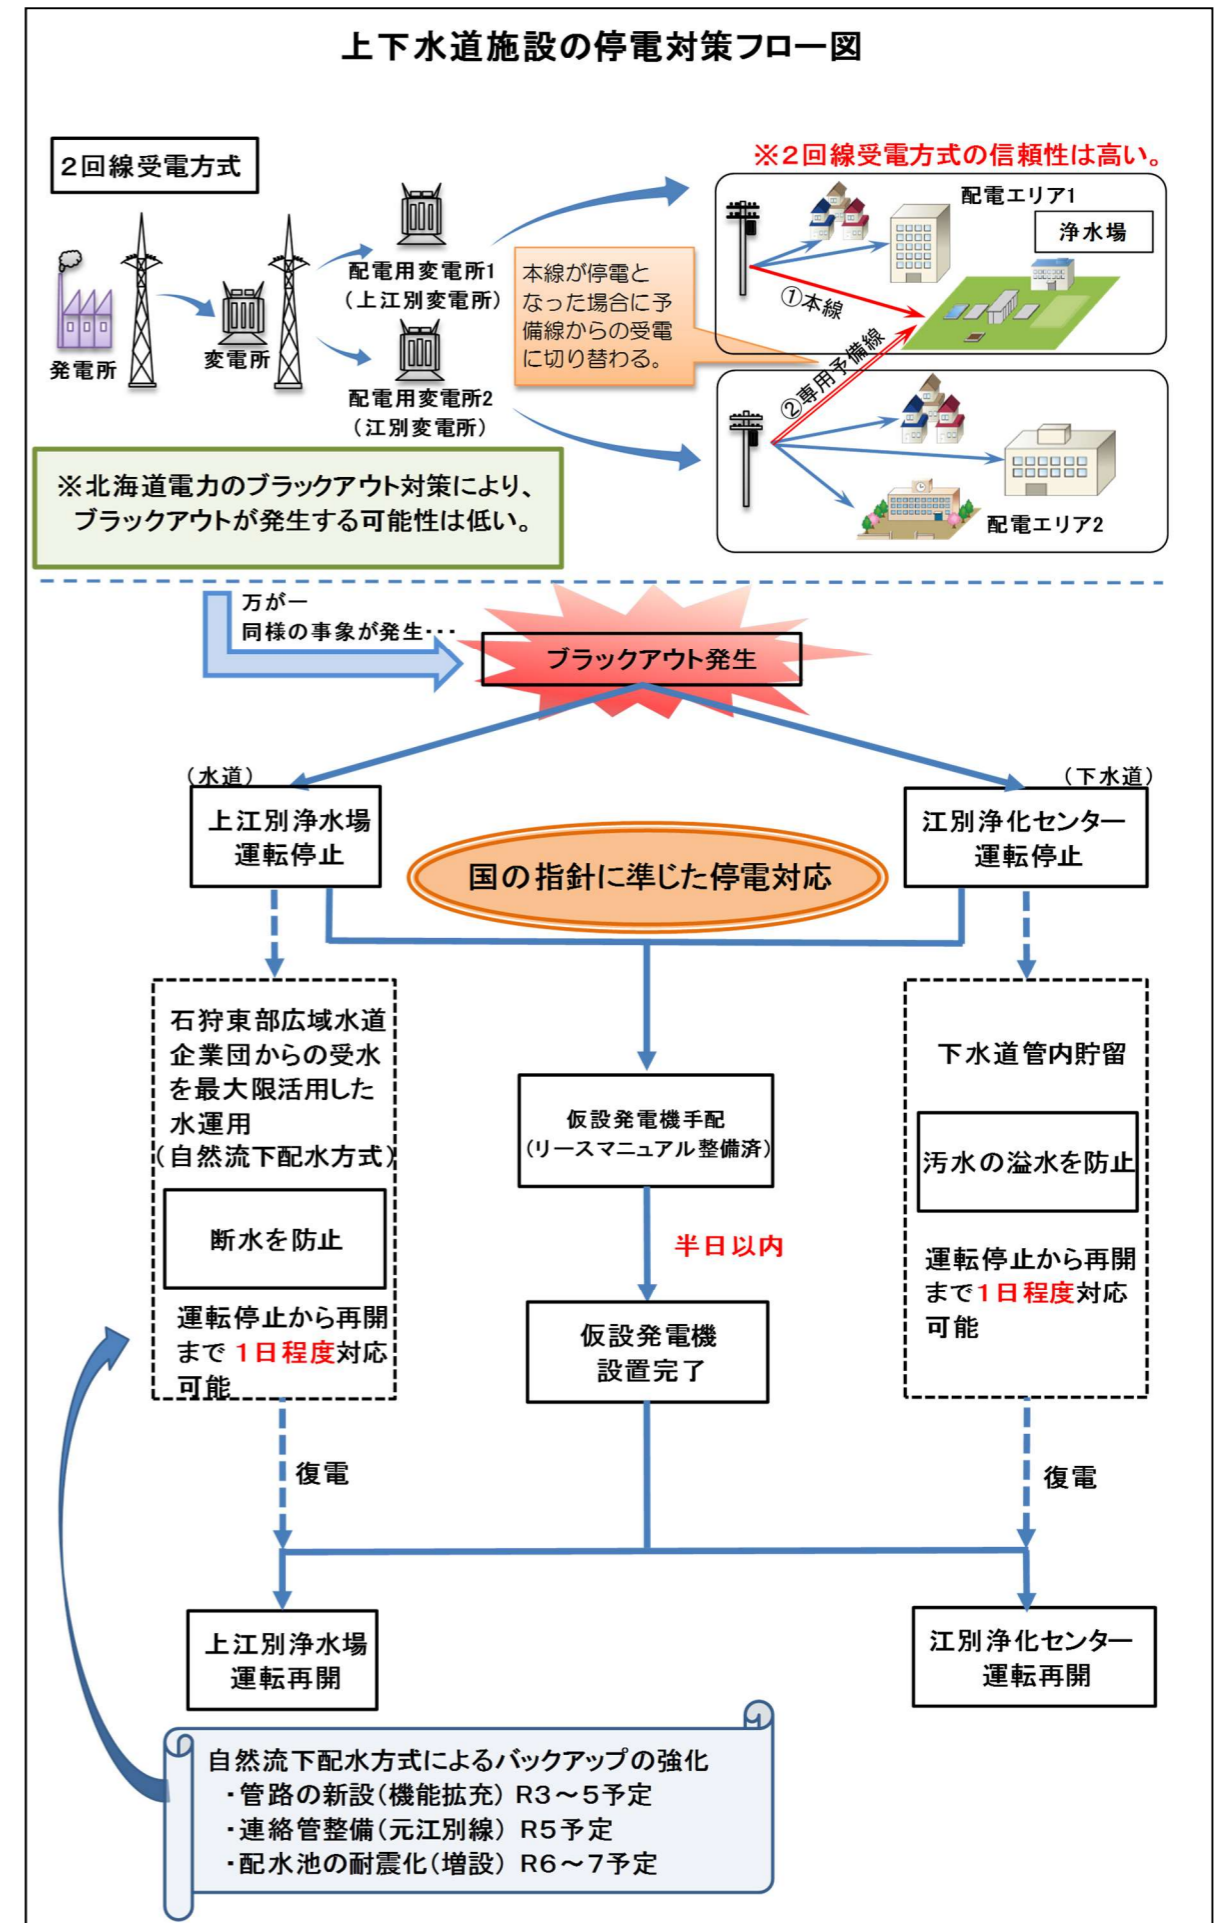 上下水道施設の停電対策フロー図
2回線受電方式
※2回線受電方式の信頼性は高い。
発電所
変電所
配電用変電所1
(上江別変電所)
配電用変電所2
(江別変電所)
本線が停電と
なった場合に予
備線からの受電
に切り替わる。
配電エリア1
浄水場
①本線
②専用予備線
配電エリア2
※北海道電力のブラックアウト対策により、
ブラックアウトが発生する可能性は低い。
万が一
同様の事象が発生･･･
ブラックアウト発生
(水道)
上江別浄水場
運転停止
(下水道)
江別浄化センター
運転停止
国の指針に準じた停電対応
石狩東部広域水道
企業団からの受水
を最大限活用した
水運用
(自然流下配水方式)
断水を防止
運転停止から再開
まで1日程度対応
可能
仮設発電機手配
(リースマニュアル整備済)
半日以内
仮設発電機
設置完了
下水道管内貯留
汚水の溢水を防止
運転停止から再開
まで1日程度対応
可能
復電
復電
上江別浄水場
運転再開
江別浄化センター
運転再開
自然流下配水方式によるバックアップの強化
・管路の新設(機能拡充) R3~5予定
・連絡管整備(元江別線) R5予定
・配水池の耐震化(増設) R6~7予定